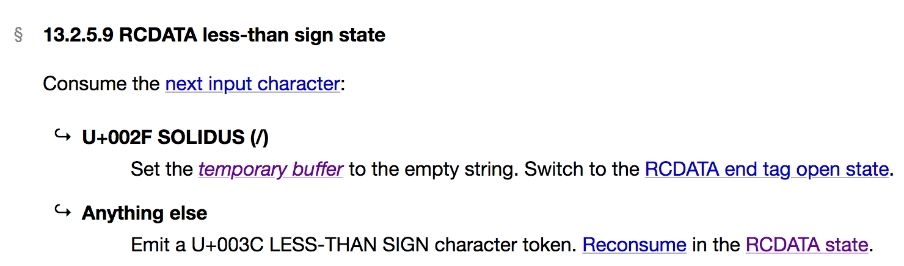 § 13.2.5.9 RCDATA less-than sign state
Consume the next input character:
↪ U+002F SOLIDUS (/)
Set the temporary buffer to the empty string. Switch to the RCDATA end tag open state.
↪ Anything else
Emit a U+003C LESS-THAN SIGN character token. Reconsume in the RCDATA state.